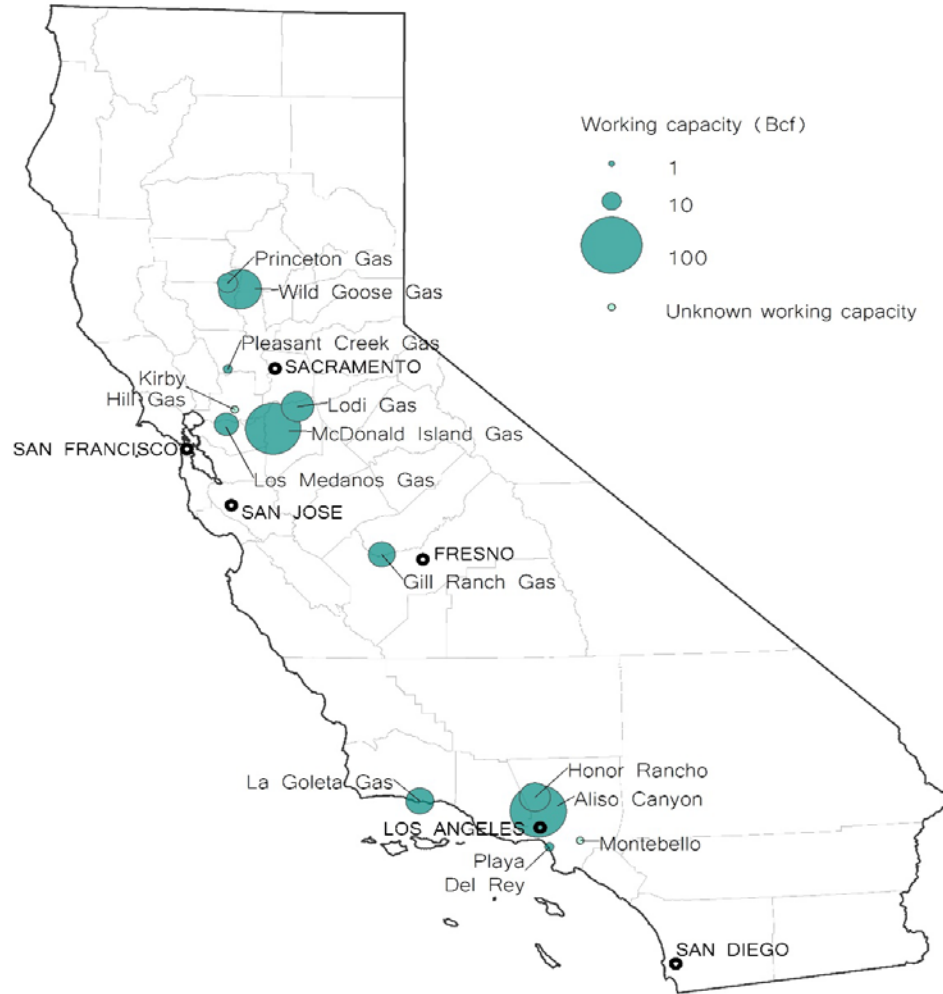 Working capacity (Bcf)
1
10
100
Unknown working capacity
Princeton Gas
Wild Goose Gas
Pleasant Creek Gas
SACRAMENTO
Kirby
Hill Gas
Lodi Gas
McDonald Island Gas
SAN FRANCISCO
Los Medanos Gas
SAN JOSE
FRESNO
Gill Ranch Gas
Honor Rancho
La Goleta Gas
Aliso Canyon
LOS ANGELES
Montebello
Playa
Del Rey
SAN DIEGO